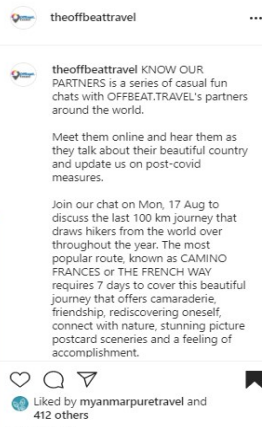 theoffbeattravel
theoffbeattravel KNOW OUR
PARTNERS is a series of casual fun
chats with OFFBEAT.TRAVEL's partners
around the world.
Meet them online and hear them as
they talk about their beautiful country
and update us on post-covid
measures.
Join our chat on Mon, 17 Aug to
discuss the last 100 km journey that
draws hikers from the world over
throughout the year. The most
popular route, known as CAMINO
FRANCES or THE FRENCH WAY
requires 7 days to cover this beautiful
journey that offers camaraderie,
friendship, rediscovering oneself,
connect with nature, stunning picture
postcard sceneries and a feeling of
accomplishment.
Liked by myanmarpuretravel and
412 others